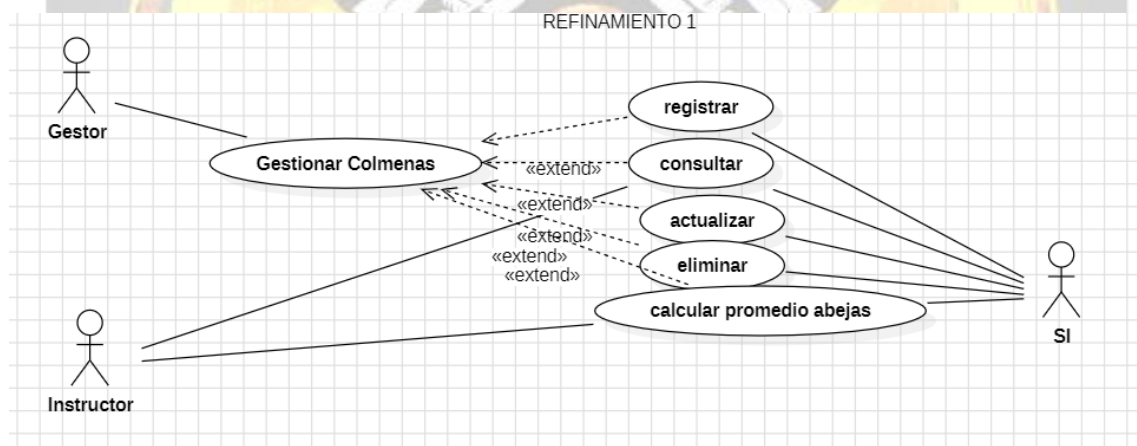 REFINAMIENTO 1
Gestor
Gestionar Colmenas
registrar
«extend»
consultar
«extend»
actualizar
«extend»
«extend»
eliminar
«extend»
calcular promedio abejas
SI
Instructor